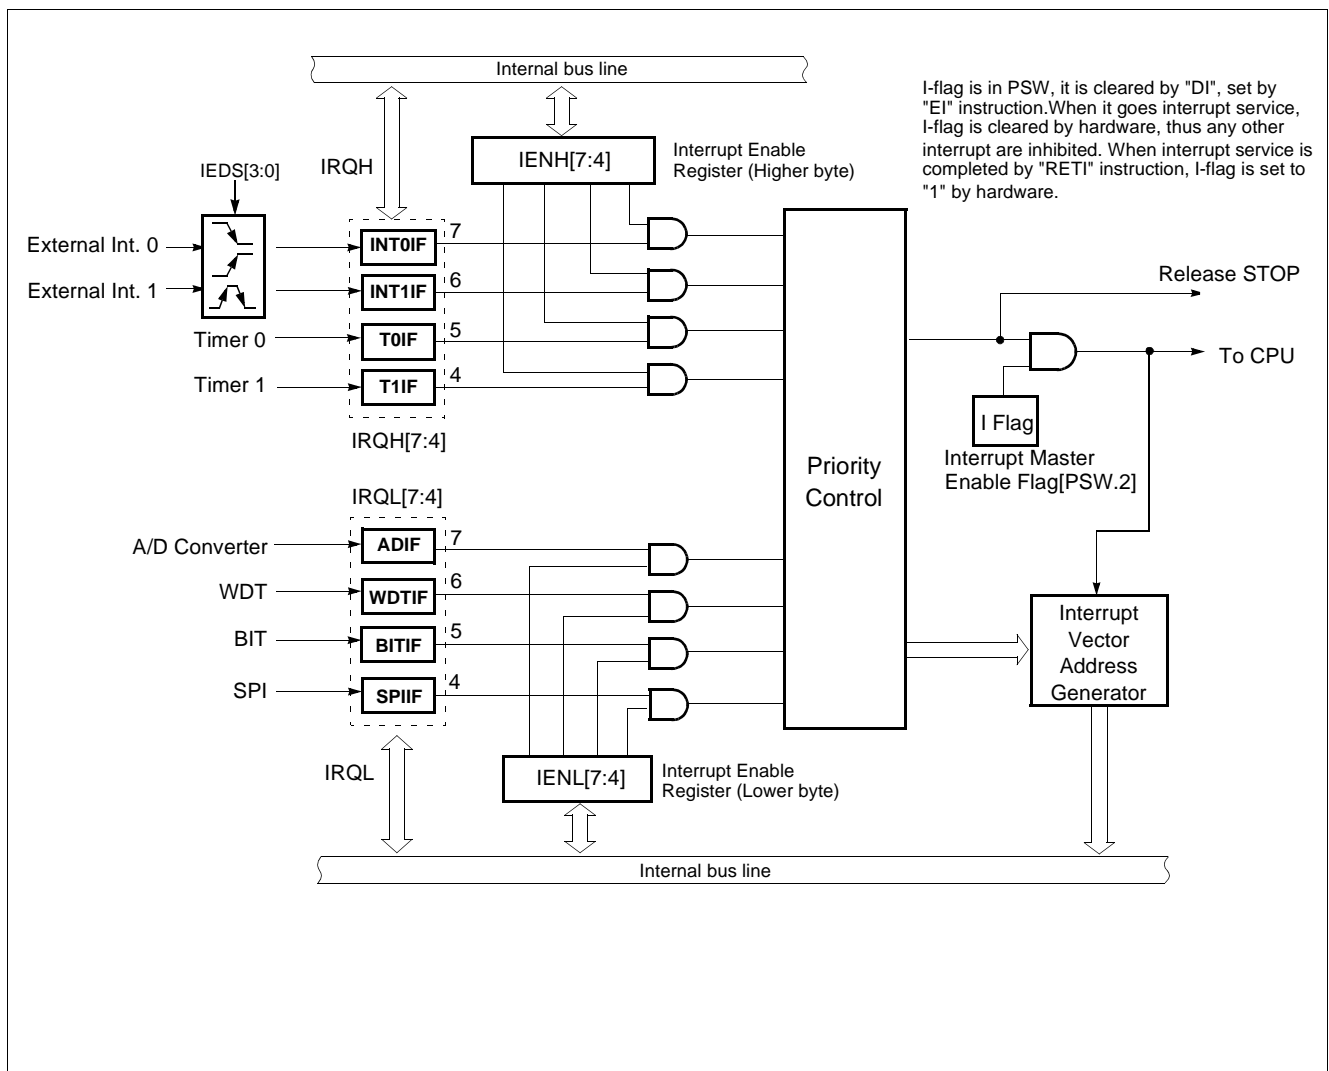 Internal bus line
I-flag is in PSW, it is cleared by "DI", set by
"EI" instruction.When it goes interrupt service,
I-flag is cleared by hardware, thus any other
interrupt are inhibited. When interrupt service is
completed by "RETI" instruction, I-flag is set to
"1" by hardware.
IRQH
IENH[7:4]
Interrupt Enable
Register (Higher byte)
IEDS[3:0]
External Int. 0
INT0IF
7
External Int. 1
INT1IF
6
Timer 0
T0IF
5
Timer 1
T1IF
4
IRQH[7:4]
Release STOP
To CPU
I Flag
Interrupt Master
Enable Flag[PSW.2]
Priority
Control
IRQL[7:4]
A/D Converter
ADIF
7
WDT
WDTIF
6
BIT
BITIF
5
SPI
SPIIF
4
Interrupt
Vector
Address
Generator
IRQL
IENL[7:4]
Interrupt Enable
Register (Lower byte)
Internal bus line